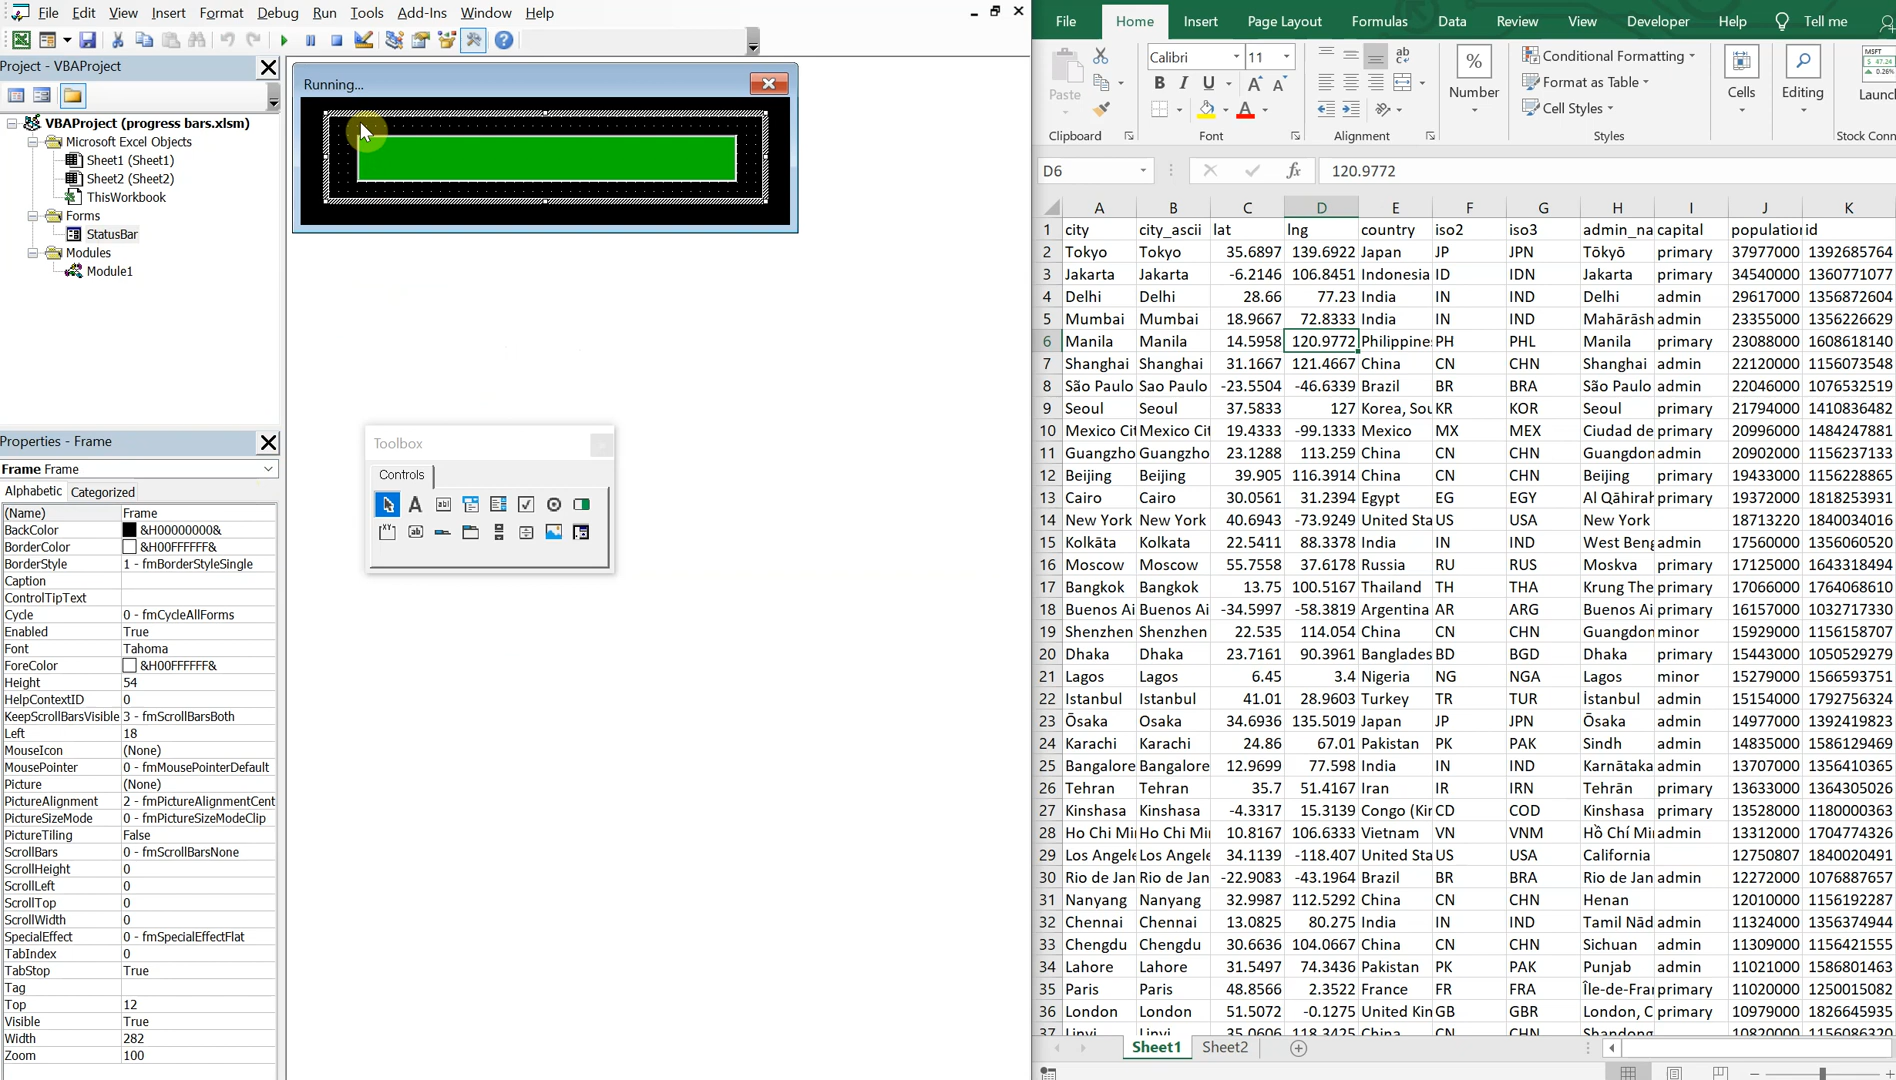 File Edit View Insert Format Debug Run Tools Add-Ins Window Help
Project - VBAProject
VBAProject (progress bars.xlsm)
Microsoft Excel Objects
Sheet1 (Sheet1)
Sheet2 (Sheet2)
ThisWorkbook
Forms
StatusBar
Modules
Module1
Properties - Frame
Frame Frame
Alphabetic Categorized
(Name) Frame
BackColor &H00000000&
BorderColor &H00FFFFFF&
BorderStyle 1 - fmBorderStyleSingle
Caption
ControlTipText
Cycle 0 - fmCycleAllForms
Enabled True
Font Tahoma
ForeColor &H00FFFFFF&
Height 54
HelpContextID 0
KeepScrollBarsVisible 3 - fmScrollBarsBoth
Left 18
MouseIcon (None)
MousePointer 0 - fmMousePointerDefault
Picture (None)
PictureAlignment 2 - fmPictureAlignmentCent
PictureSizeMode 0 - fmPictureSizeModeClip
PictureTiling False
ScrollBars 0 - fmScrollBarsNone
ScrollHeight 0
ScrollLeft 0
ScrollTop 0
ScrollWidth 0
SpecialEffect 0 - fmSpecialEffectFlat
TabIndex 0
TabStop True
Tag
Top 12
Visible True
Width 282
Zoom 100
Running...
Toolbox
Controls
File Home Insert Page Layout Formulas Data Review View Developer Help Tell me
Paste
Calibri 11
B I U
Number
Conditional Formatting
Format as Table
Cell Styles
Cells
Editing
MSFT
Launch
Clipboard Font Alignment Styles Stock Conn
D6 fx 120.9772
A B C D E F G H I J K
1 city city_ascii lat lng country iso2 iso3 admin_na capital population id
2 Tokyo Tokyo 35.6897 139.6922 Japan JP JPN Tōkyō primary 37977000 1392685764
3 Jakarta Jakarta -6.2146 106.8451 Indonesia ID IDN Jakarta primary 34540000 1360771077
4 Delhi Delhi 28.66 77.23 India IN IND Delhi admin 29617000 1356872604
5 Mumbai Mumbai 18.9667 72.8333 India IN IND Mahārāsh admin 23355000 1356226629
6 Manila Manila 14.5958 120.9772 Philippine PH PHL Manila primary 23088000 1608618140
7 Shanghai Shanghai 31.1667 121.4667 China CN CHN Shanghai admin 22120000 1156073548
8 São Paulo Sao Paulo -23.5504 -46.6339 Brazil BR BRA São Paulo admin 22046000 1076532519
9 Seoul Seoul 37.5833 127 Korea, Sou KR KOR Seoul primary 21794000 1410836482
10 Mexico Cit Mexico Cit 19.4333 -99.1333 Mexico MX MEX Ciudad de primary 20996000 1484247881
11 Guangzho Guangzho 23.1288 113.259 China CN CHN Guangdon admin 20902000 1156237133
12 Beijing Beijing 39.905 116.3914 China CN CHN Beijing primary 19433000 1156228865
13 Cairo Cairo 30.0561 31.2394 Egypt EG EGY Al Qāhirah primary 19372000 1818253931
14 New York New York 40.6943 -73.9249 United Sta US USA New York 18713220 1840034016
15 Kolkāta Kolkata 22.5411 88.3378 India IN IND West Beng admin 17560000 1356060520
16 Moscow Moscow 55.7558 37.6178 Russia RU RUS Moskva primary 17125000 1643318494
17 Bangkok Bangkok 13.75 100.5167 Thailand TH THA Krung The primary 17066000 1764068610
18 Buenos Ai Buenos Ai -34.5997 -58.3819 Argentina AR ARG Buenos Ai primary 16157000 1032717330
19 Shenzhen Shenzhen 22.535 114.054 China CN CHN Guangdon minor 15929000 1156158707
20 Dhaka Dhaka 23.7161 90.3961 Banglades BD BGD Dhaka primary 15443000 1050529279
21 Lagos Lagos 6.45 3.4 Nigeria NG NGA Lagos minor 15279000 1566593751
22 Istanbul Istanbul 41.01 28.9603 Turkey TR TUR İstanbul admin 15154000 1792756324
23 Ōsaka Osaka 34.6936 135.5019 Japan JP JPN Ōsaka admin 14977000 1392419823
24 Karachi Karachi 24.86 67.01 Pakistan PK PAK Sindh admin 14835000 1586129469
25 Bangalore Bangalore 12.9699 77.598 India IN IND Karnātaka admin 13707000 1356410365
26 Tehran Tehran 35.7 51.4167 Iran IR IRN Tehrān primary 13633000 1364305026
27 Kinshasa Kinshasa -4.3317 15.3139 Congo (Kin CD COD Kinshasa primary 13528000 1180000363
28 Ho Chi Mi Ho Chi Mi 10.8167 106.6333 Vietnam VN VNM Hồ Chí Mi admin 13312000 1704774326
29 Los Angele Los Angele 34.1139 -118.407 United Sta US USA California 12750807 1840020491
30 Rio de Jan Rio de Jan -22.9083 -43.1964 Brazil BR BRA Rio de Jan admin 12272000 1076887657
31 Nanyang Nanyang 32.9987 112.5292 China CN CHN Henan 12010000 1156192287
32 Chennai Chennai 13.0825 80.275 India IN IND Tamil Nād admin 11324000 1356374944
33 Chengdu Chengdu 30.6636 104.0667 China CN CHN Sichuan admin 11309000 1156421555
34 Lahore Lahore 31.5497 74.3436 Pakistan PK PAK Punjab admin 11021000 1586801463
35 Paris Paris 48.8566 2.3522 France FR FRA Île-de-Fra primary 11020000 1250015082
36 London London 51.5072 -0.1275 United Kin GB GBR London, C primary 10979000 1826645935
37 Linyi Linyi 35.0606 118.3425 China CN CHN Shandong 10820000 1156086320
Sheet1 Sheet2